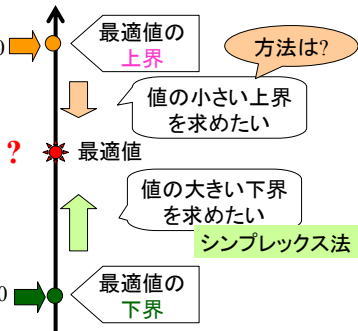 0
最適値の
上界
方法は?
値の小さい上界
を求めたい
?
最適値
値の大きい下界
を求めたい
シンプレックス法
0
最適値の
下界